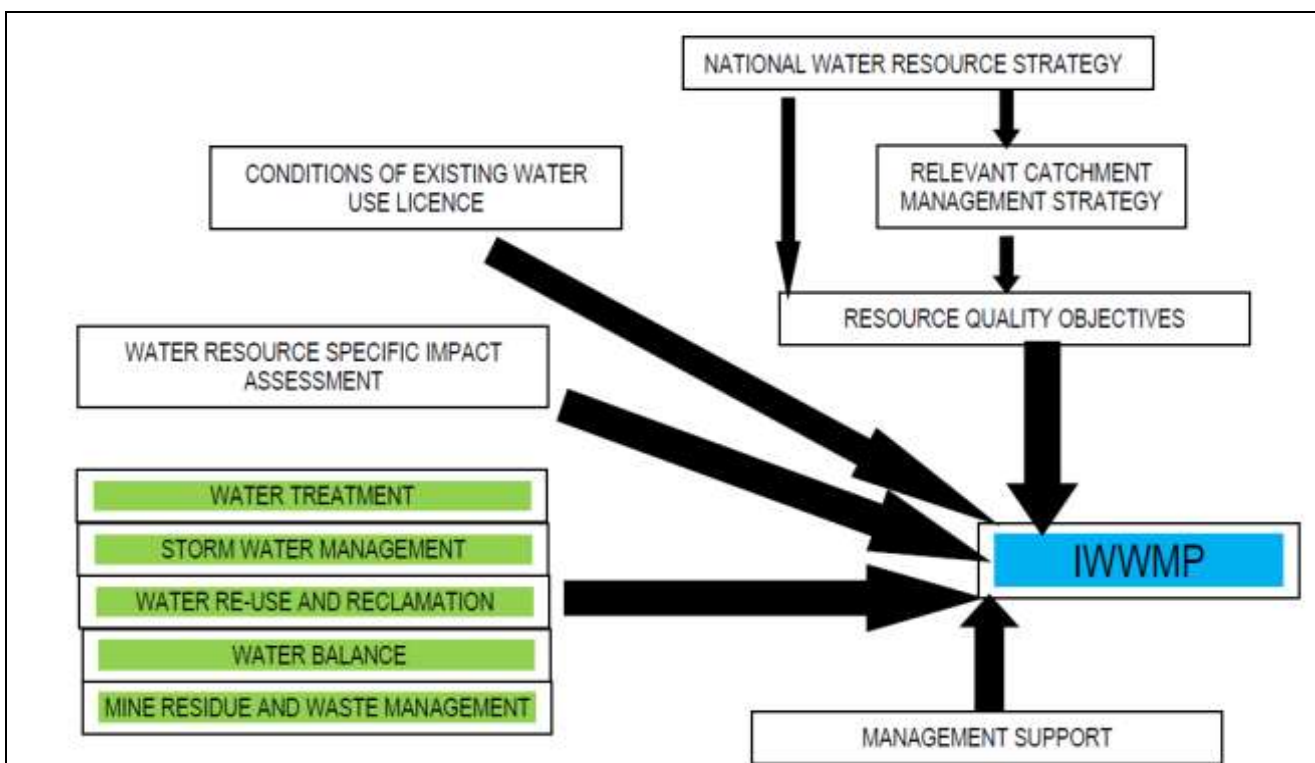 NATIONAL WATER RESOURCE STRATEGY
CONDITIONS OF EXISTING WATER
USE LICENCE
RELEVANT CATCHMENT
MANAGEMENT STRATEGY
RESOURCE QUALITY OBJECTIVES
WATER RESOURCE SPECIFIC IMPACT
ASSESSMENT
WATER TREATMENT
STORM WATER MANAGEMENT
WATER RE-USE AND RECLAMATION
WATER BALANCE
MINE RESIDUE AND WASTE MANAGEMENT
IWWMP
MANAGEMENT SUPPORT